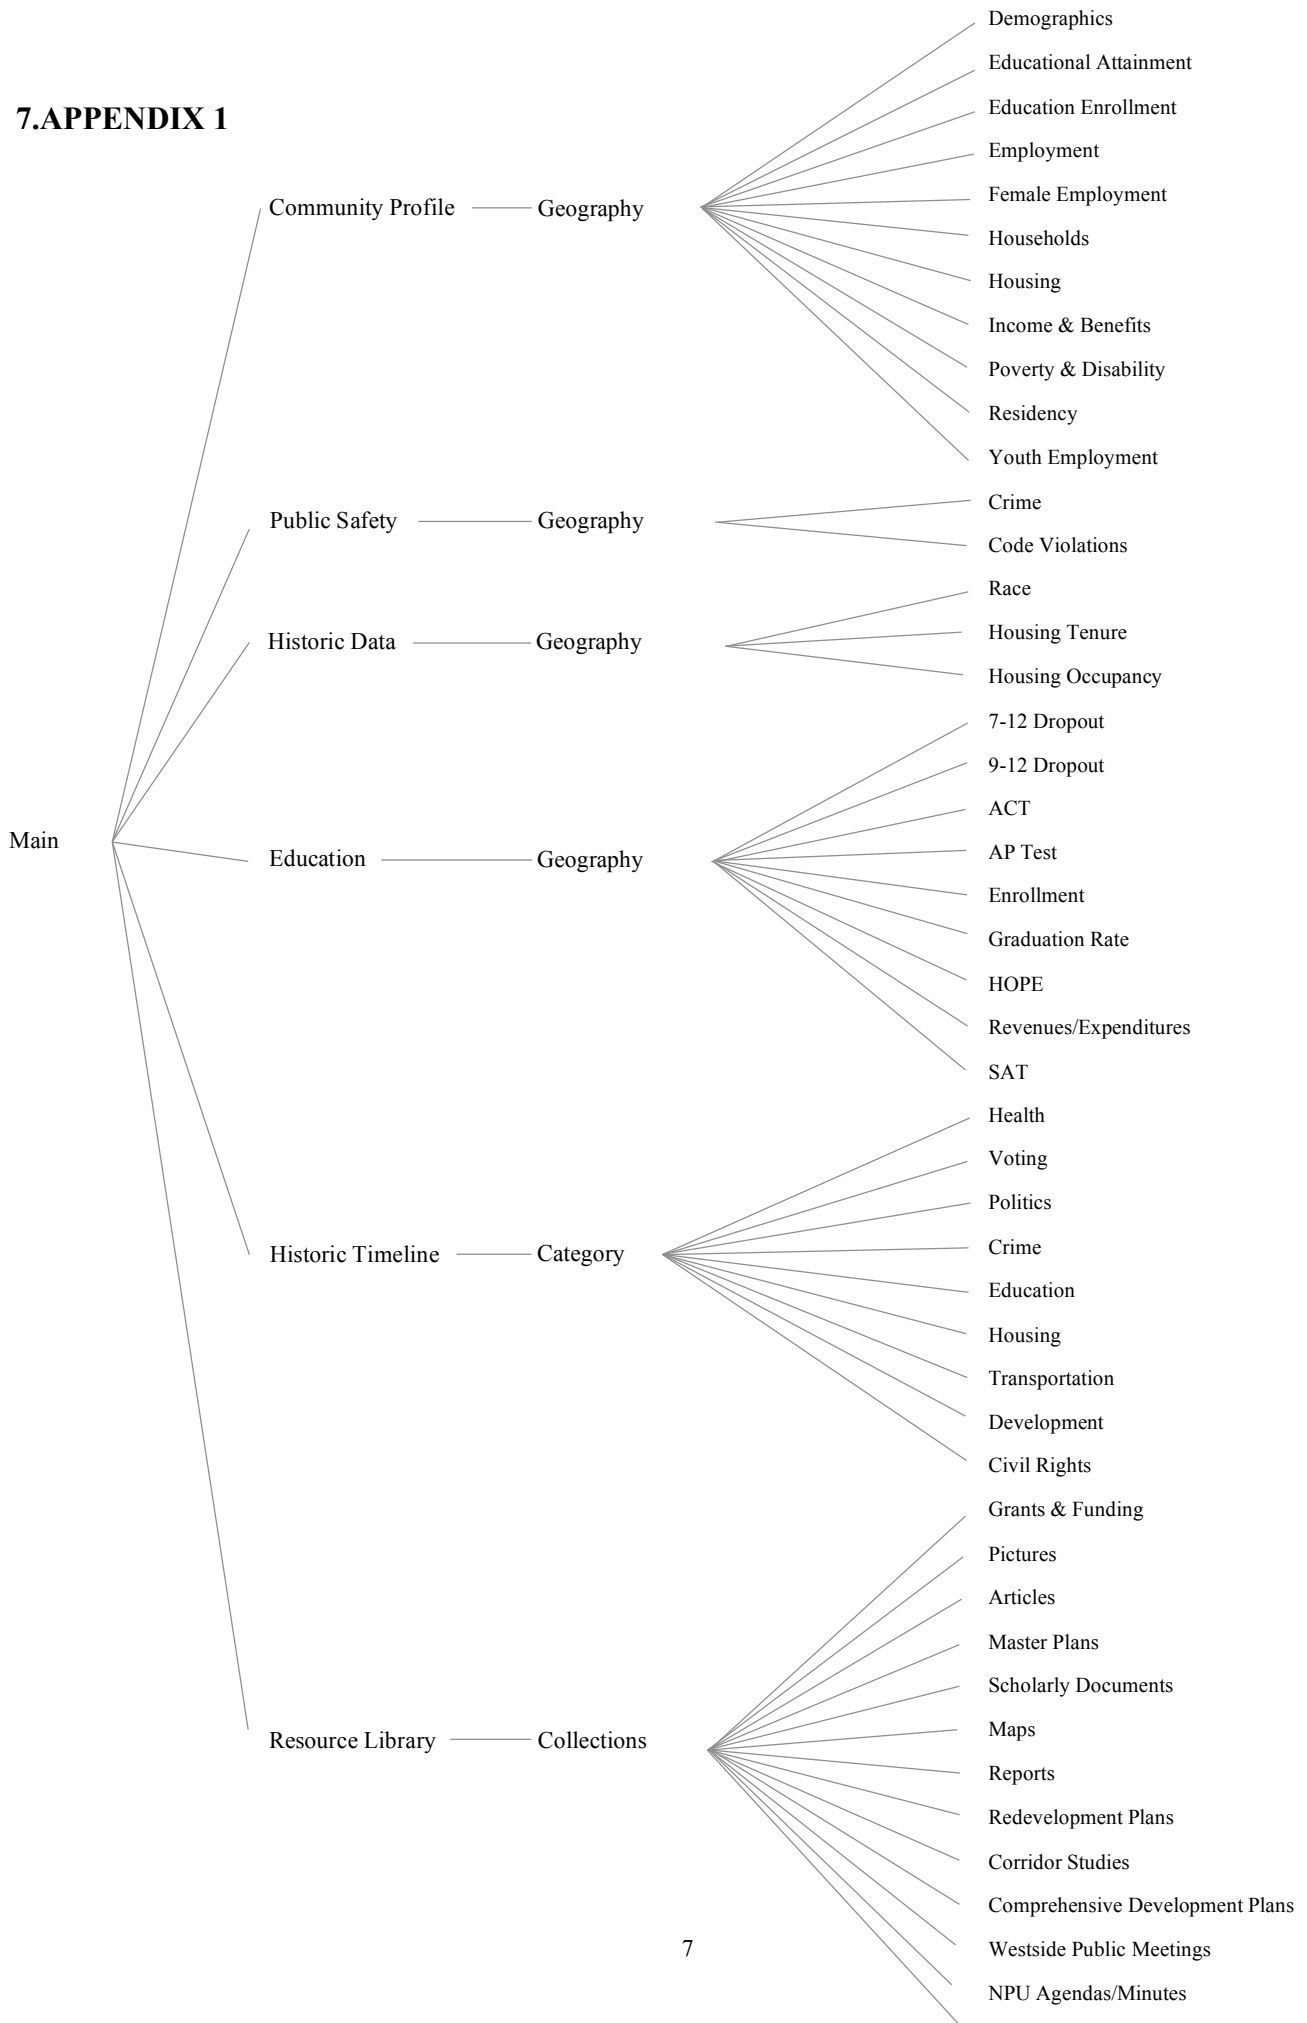 7.APPENDIX 1
Main
Community Profile
Geography
Demographics
Educational Attainment
Education Enrollment
Employment
Female Employment
Households
Housing
Income & Benefits
Poverty & Disability
Residency
Youth Employment
Public Safety
Geography
Crime
Code Violations
Historic Data
Geography
Race
Housing Tenure
Housing Occupancy
Education
Geography
7-12 Dropout
9-12 Dropout
ACT
AP Test
Enrollment
Graduation Rate
HOPE
Revenues/Expenditures
SAT
Historic Timeline
Category
Health
Voting
Politics
Crime
Education
Housing
Transportation
Development
Civil Rights
Resource Library
Collections
Grants & Funding
Pictures
Articles
Master Plans
Scholarly Documents
Maps
Reports
Redevelopment Plans
Corridor Studies
Comprehensive Development Plans
Westside Public Meetings
NPU Agendas/Minutes
7